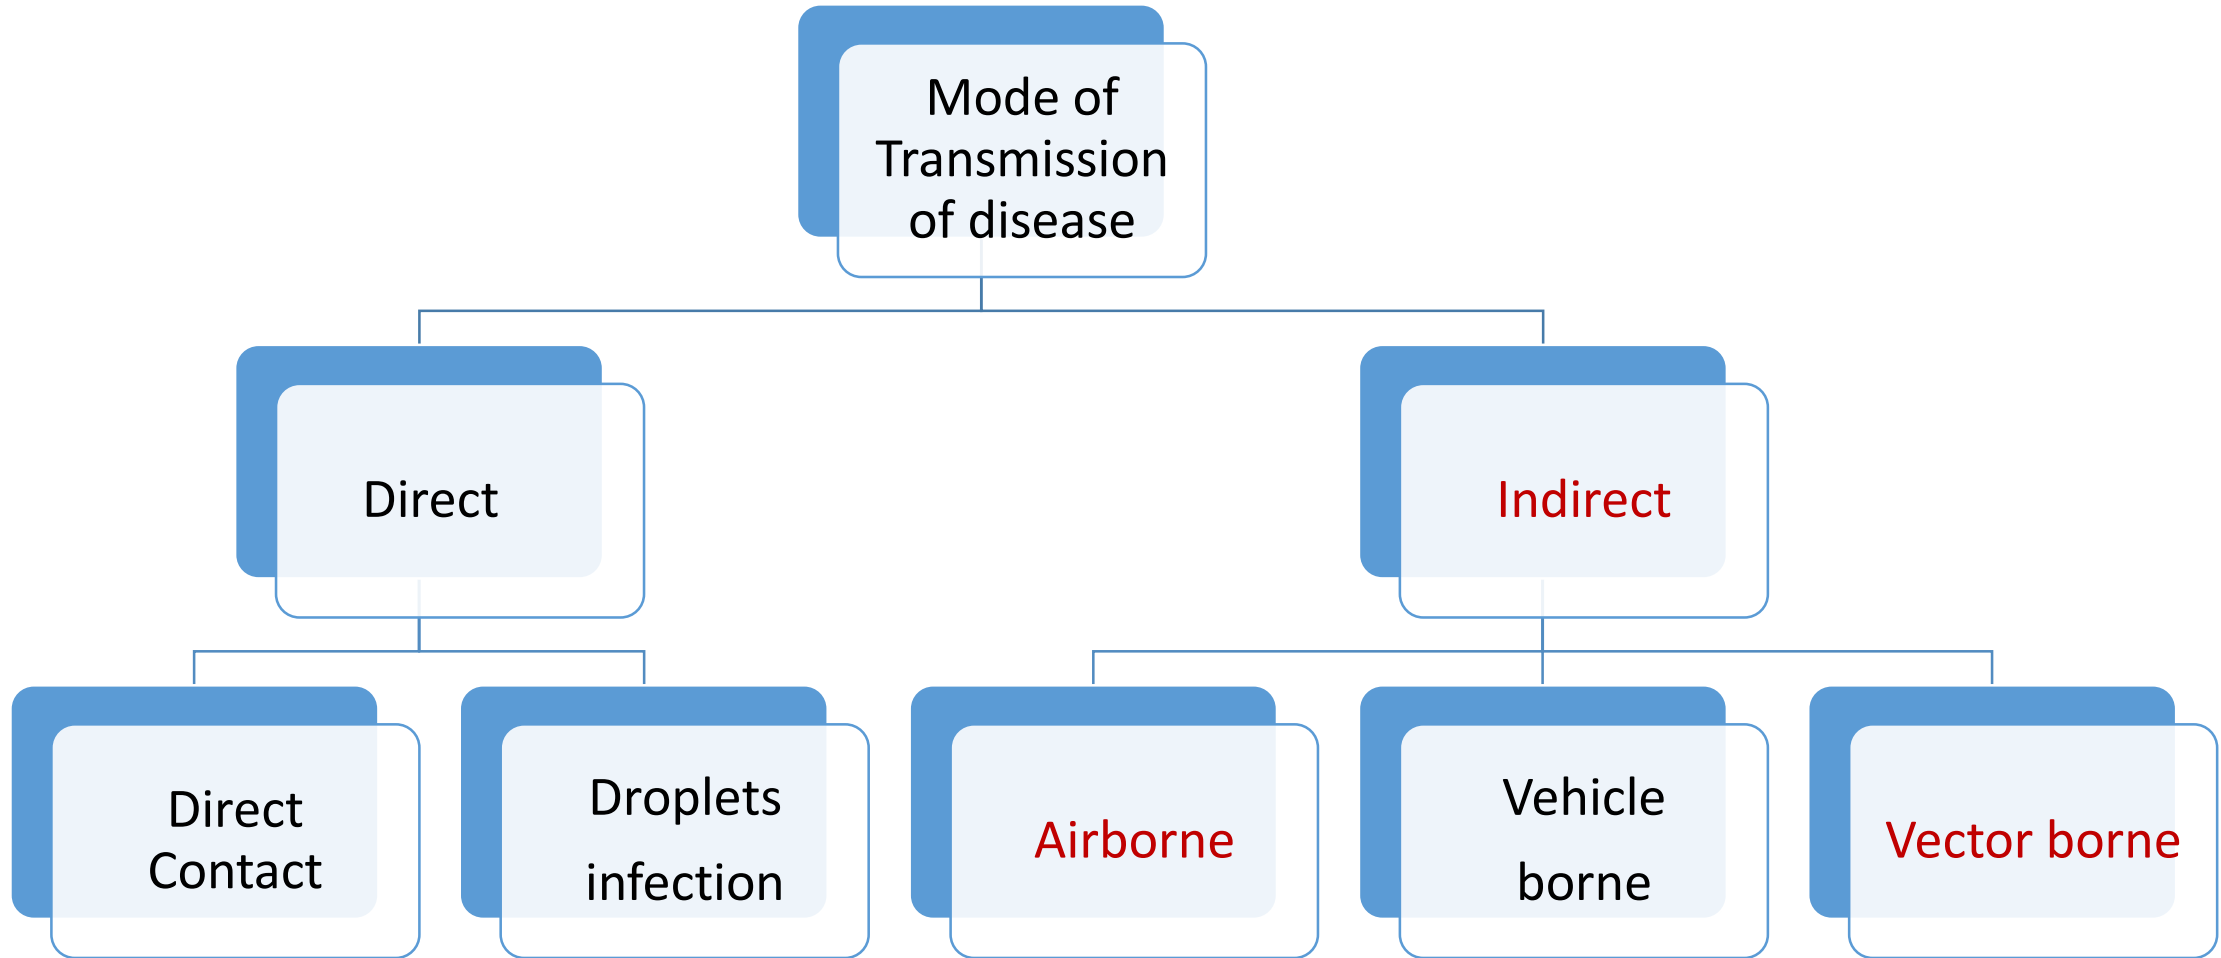 Mode of
Transmission
of disease
Direct
Indirect
Direct
Contact
Droplets
infection
Airborne
Vehicle
borne
Vector borne